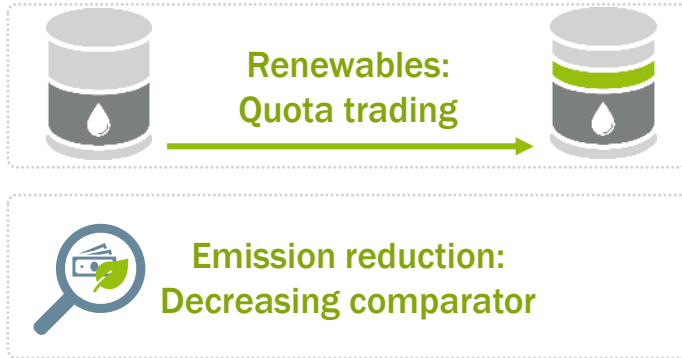 Renewables:
Quota trading
Emission reduction:
Decreasing comparator